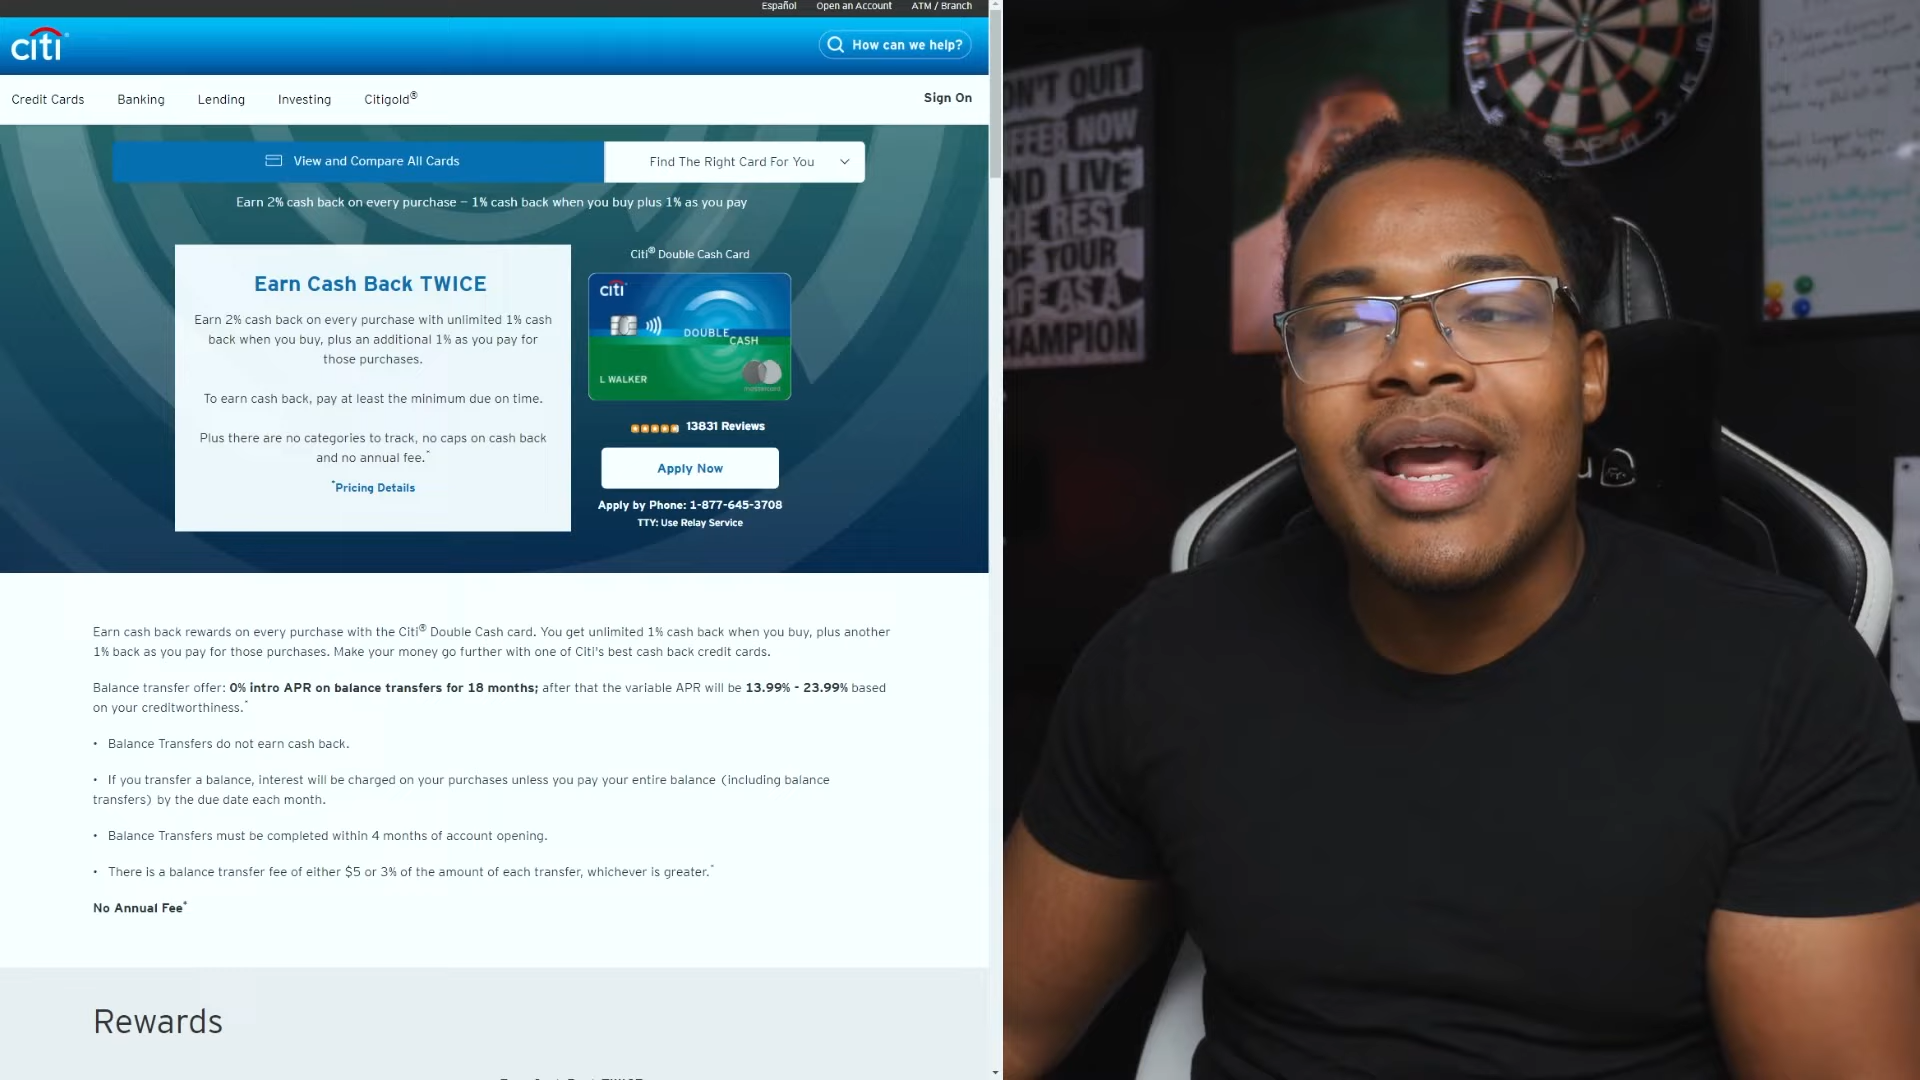 Español Open an Account ATM / Branch
citi
How can we help?
Credit Cards Banking Lending Investing Citigold®
Sign On
View and Compare All Cards
Find The Right Card For You
Earn 2% cash back on every purchase – 1% cash back when you buy plus 1% as you pay
Earn Cash Back TWICE
Earn 2% cash back on every purchase with unlimited 1% cash
back when you buy, plus an additional 1% as you pay for
those purchases.
To earn cash back, pay at least the minimum due on time.
Plus there are no categories to track, no caps on cash back
and no annual fee.*
*Pricing Details
Citi® Double Cash Card
citi
DOUBLE
CASH
L WALKER
mastercard
13831 Reviews
Apply Now
Apply by Phone: 1-877-645-3708
TTY: Use Relay Service
Earn cash back rewards on every purchase with the Citi® Double Cash card. You get unlimited 1% cash back when you buy, plus another
1% back as you pay for those purchases. Make your money go further with one of Citi's best cash back credit cards.
Balance transfer offer: 0% intro APR on balance transfers for 18 months; after that the variable APR will be 13.99% - 23.99% based
on your creditworthiness.*
• Balance Transfers do not earn cash back.
• If you transfer a balance, interest will be charged on your purchases unless you pay your entire balance (including balance
transfers) by the due date each month.
• Balance Transfers must be completed within 4 months of account opening.
• There is a balance transfer fee of either $5 or 3% of the amount of each transfer, whichever is greater.*
No Annual Fee*
Rewards
N'T QUIT
FFER NOW
ND LIVE
HE REST
OF YOUR
IFE AS A
HAMPION